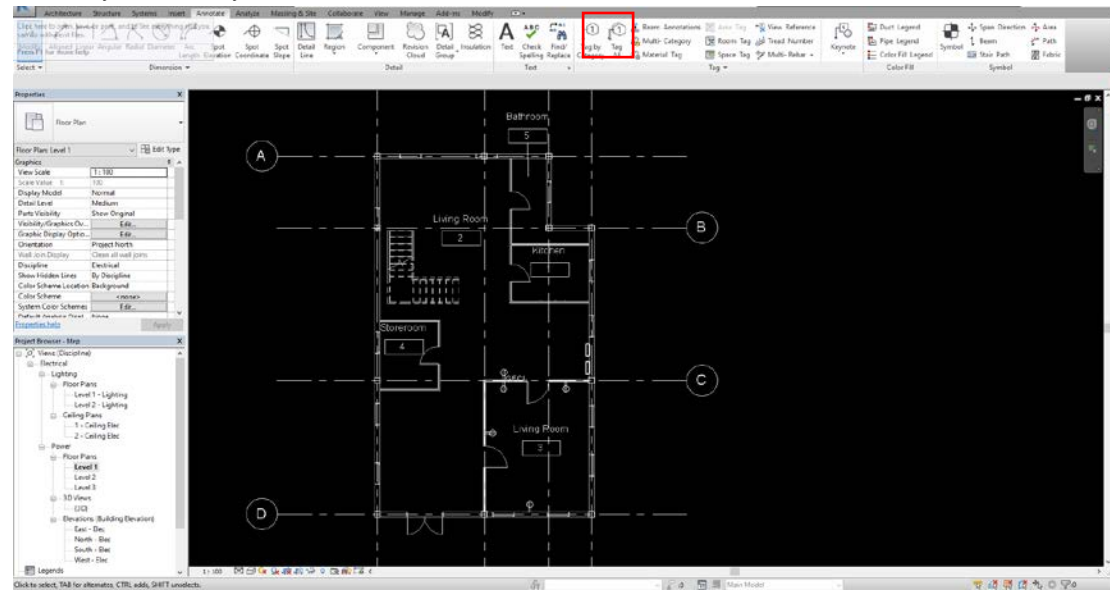 Architecture Structure Systems Insert Annotate Analyze Massing & Site Collaborate View Manage Add-Ins Modify
Beam Annotations View Reference Duct Legend Span Direction Area
Multi- Category Room Tag Tread Number Pipe Legend Beam Path
Material Tag Space Tag Multi- Rebar Color Fill Legend Stair Path Fabric
Spot Elevation
Spot Coordinate
Spot Slope
Detail Line
Region
Component
Revision Cloud
Detail Group
Insulation
Text
Check Spelling
Find/ Replace
Tag by Category
Tag All
Keynote
Symbol
Select Dimension Detail Text Tag Color Fill Symbol
Properties X
Floor Plan
Floor Plan: Level 1 Edit Type
Graphics
View Scale 1 : 100
Scale Value 1: 100
Display Model Normal
Detail Level Medium
Parts Visibility Show Original
Visibility/Graphics Ov... Edit...
Graphic Display Optio... Edit...
Orientation Project North
Wall Join Display Clean all wall joins
Discipline Electrical
Show Hidden Lines By Discipline
Color Scheme Location Background
Color Scheme <none>
System Color Schemes Edit...
Properties help Apply
Project Browser - Map X
Views (Discipline)
Electrical
Lighting
Floor Plans
Level 1 - Lighting
Level 2 - Lighting
Ceiling Plans
1 - Ceiling Elec
2 - Ceiling Elec
Power
Floor Plans
Level 1
Level 2
Level 3
3D Views
{3D}
Elevations (Building Elevation)
East - Elec
North - Elec
South - Elec
West - Elec
Legends
Bathroom
5
A
Living Room
2
B
Kitchen
Storeroom
4
C
Living Room
3
D
1 : 100
Click to select, TAB for alternates, CTRL adds, SHIFT unselects.
Main Model